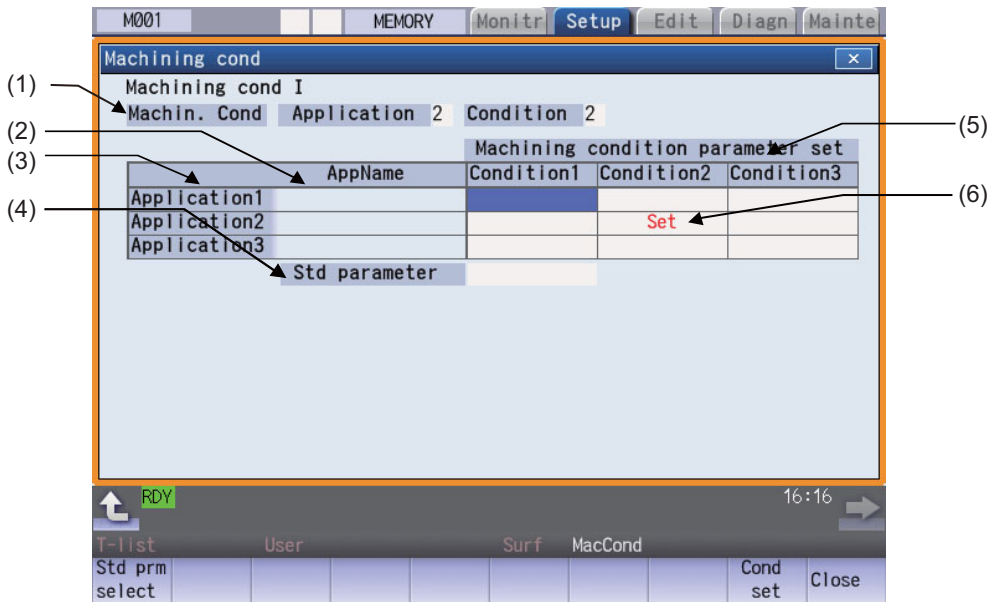 M001 MEMORY Monitr Setup Edit Diagn Mainte
Machining cond ×
Machining cond I
(1) Machin. Cond Application 2 Condition 2
(2) Machining condition parameter set (5)
(3) AppName Condition1 Condition2 Condition3
Application1
(4) Application2 Set (6)
Application3
Std parameter
RDY 16:16
T-list User Surf MacCond
Std prm select Cond set Close